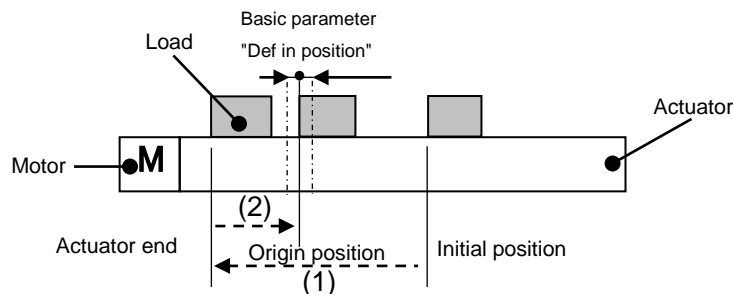 Basic parameter
"Def in position"
Load
Actuator
Motor
M
(2)
Actuator end
Origin position
Initial position
(1)